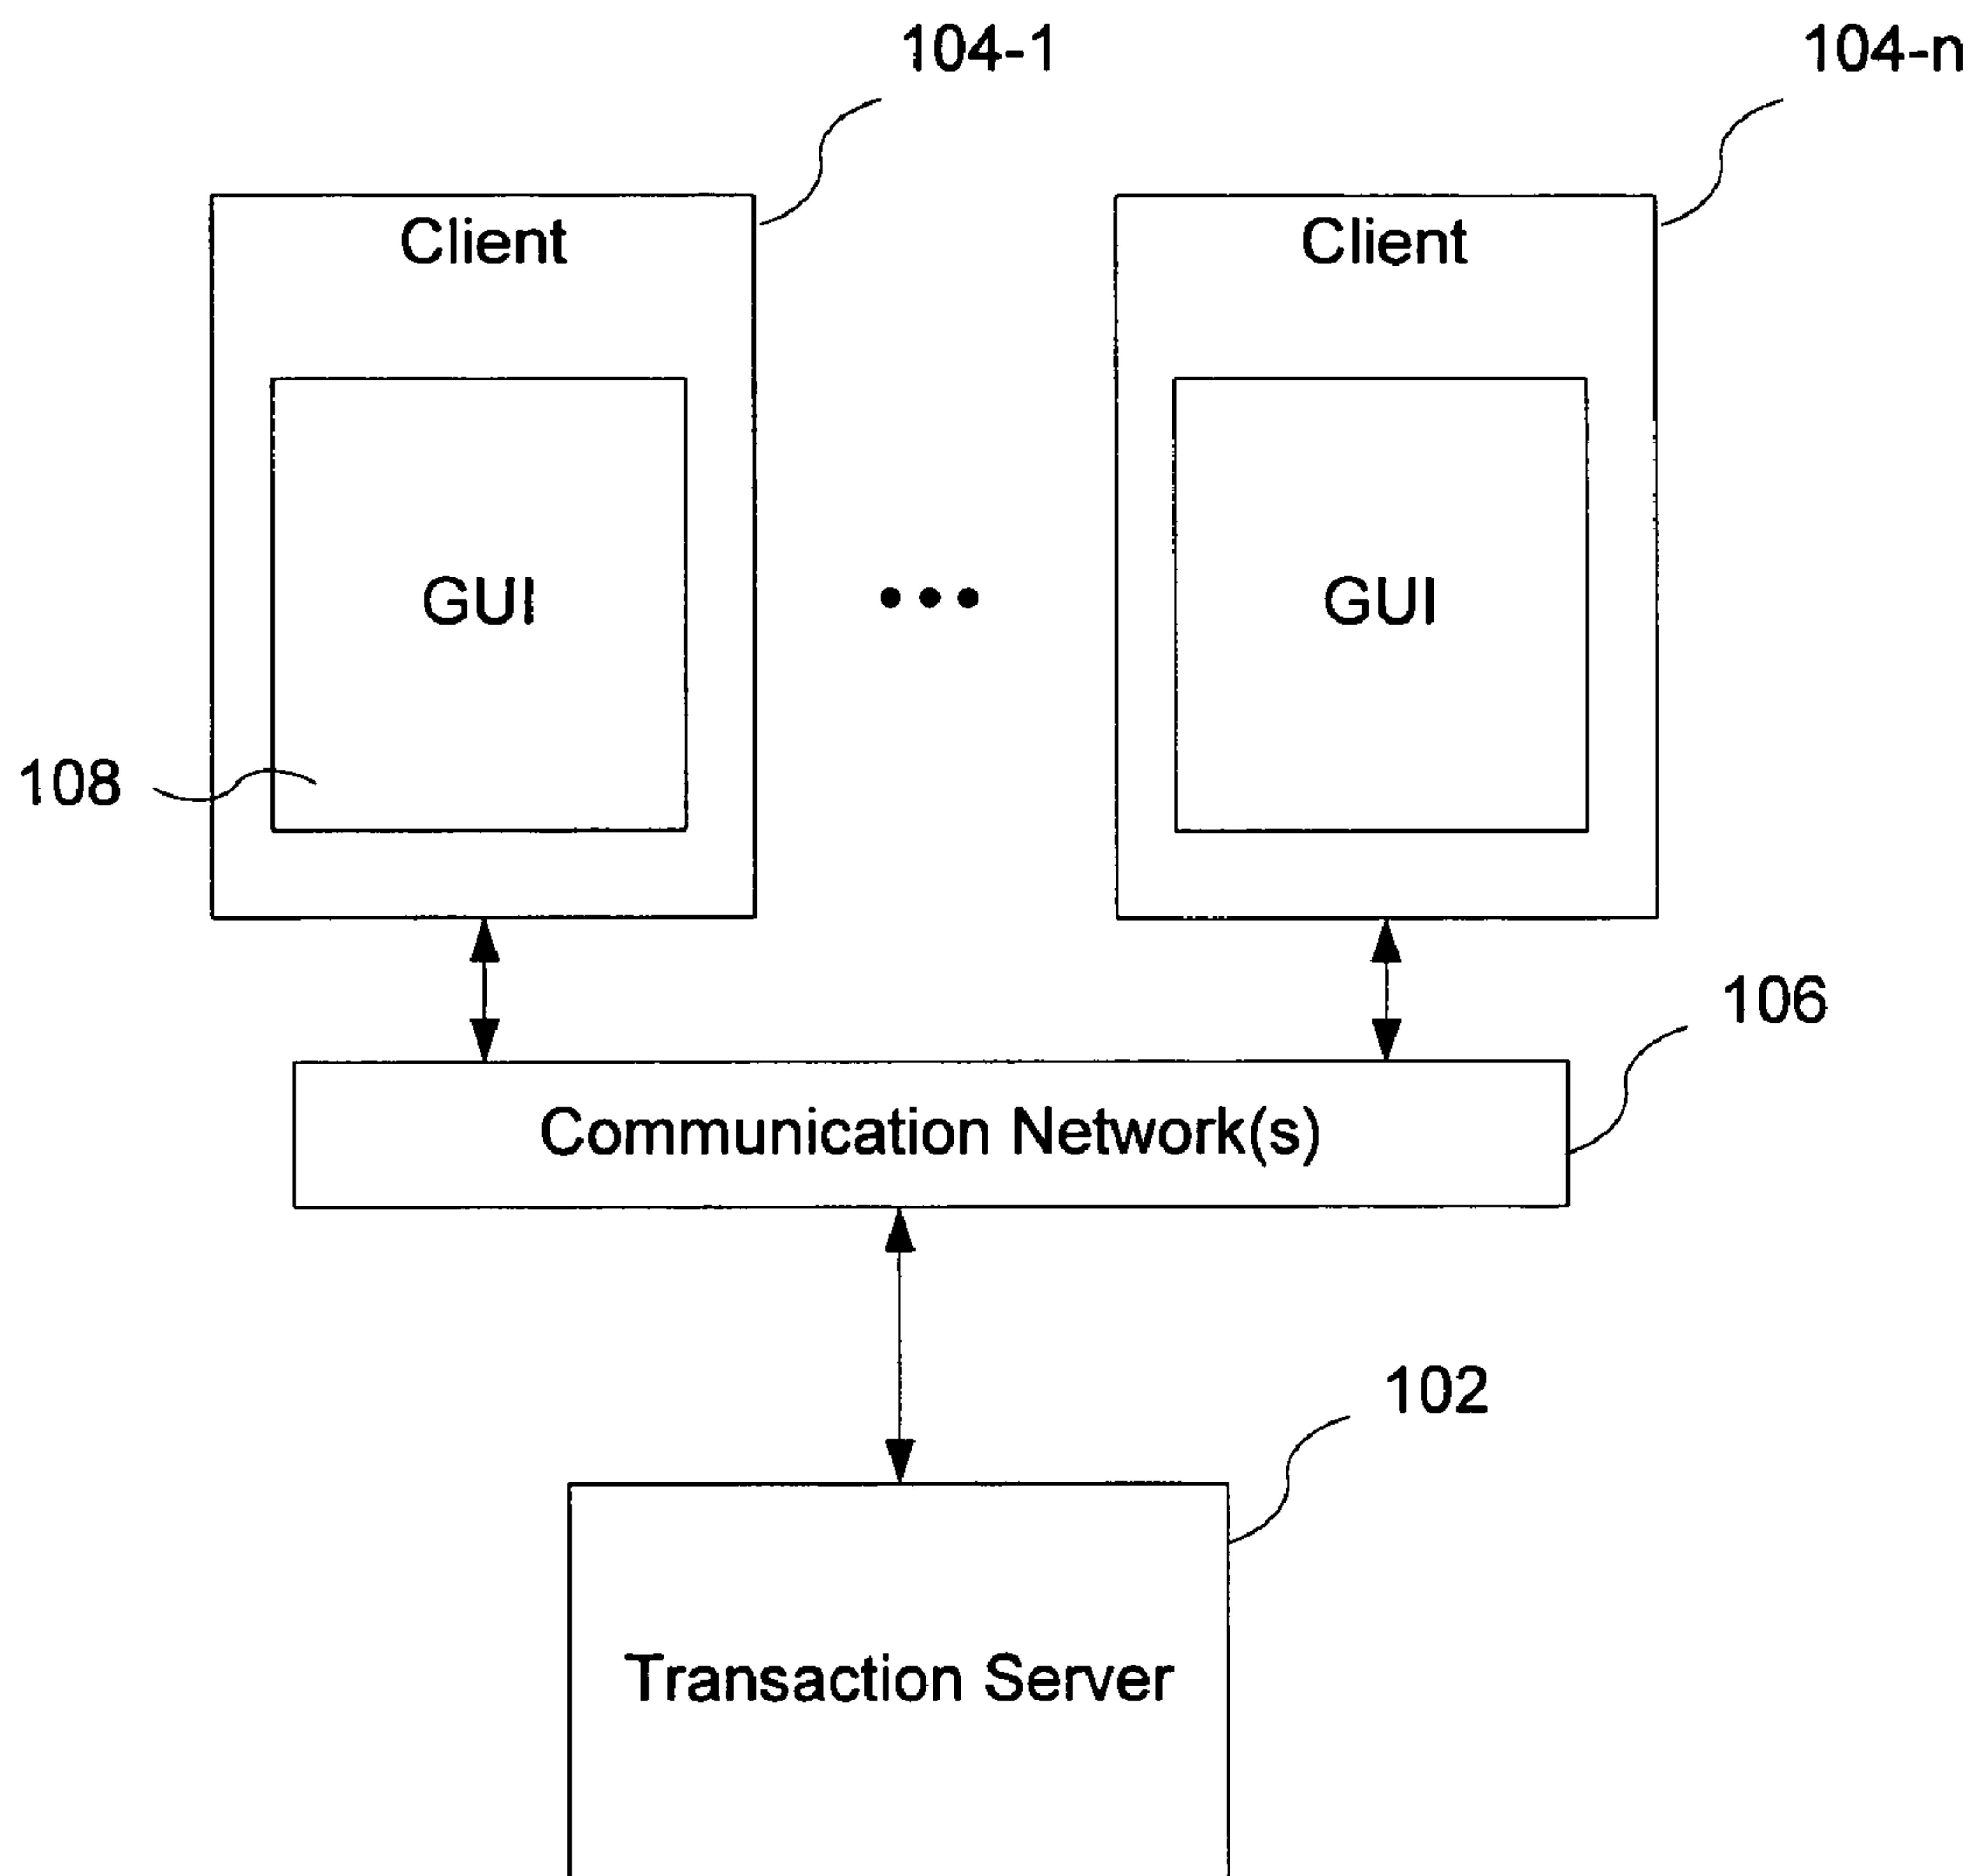 104-1
104-n
Client
Client
GUI
GUI
108
106
Communication Network(s)
102
Transaction Server